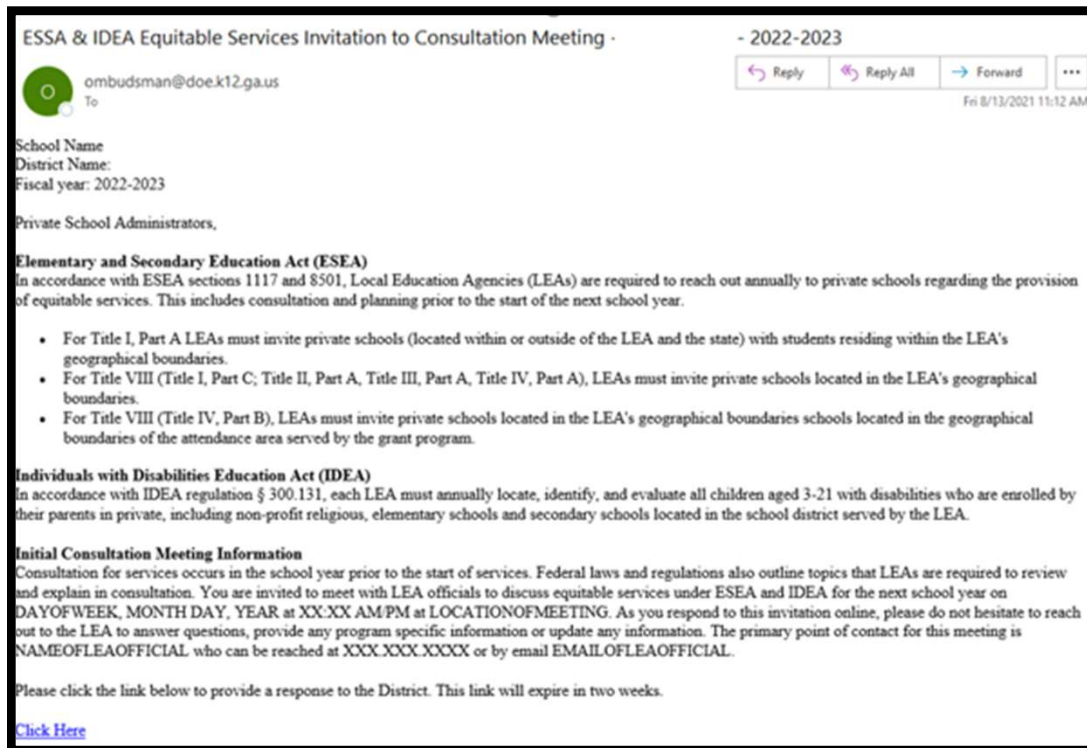 ESSA & IDEA Equitable Services Invitation to Consultation Meeting - - 2022-2023
O
ombudsman@doe.k12.ga.us
To
Reply Reply All Forward ...
Fri 8/13/2021 11:12 AM
School Name
District Name:
Fiscal year: 2022-2023
Private School Administrators,
Elementary and Secondary Education Act (ESEA)
In accordance with ESEA sections 1117 and 8501, Local Education Agencies (LEAs) are required to reach out annually to private schools regarding the provision
of equitable services. This includes consultation and planning prior to the start of the next school year.
• For Title I, Part A LEAs must invite private schools (located within or outside of the LEA and the state) with students residing within the LEA's
geographical boundaries.
• For Title VIII (Title I, Part C; Title II, Part A, Title III, Part A, Title IV, Part A), LEAs must invite private schools located in the LEA's geographical
boundaries.
• For Title VIII (Title IV, Part B), LEAs must invite private schools located in the LEA's geographical boundaries schools located in the geographical
boundaries of the attendance area served by the grant program.
Individuals with Disabilities Education Act (IDEA)
In accordance with IDEA regulation § 300.131, each LEA must annually locate, identify, and evaluate all children aged 3-21 with disabilities who are enrolled by
their parents in private, including non-profit religious, elementary schools and secondary schools located in the school district served by the LEA.
Initial Consultation Meeting Information
Consultation for services occurs in the school year prior to the start of services. Federal laws and regulations also outline topics that LEAs are required to review
and explain in consultation. You are invited to meet with LEA officials to discuss equitable services under ESEA and IDEA for the next school year on
DAYOFWEEK, MONTH DAY, YEAR at XX:XX AM/PM at LOCATIONOFMEETING. As you respond to this invitation online, please do not hesitate to reach
out to the LEA to answer questions, provide any program specific information or update any information. The primary point of contact for this meeting is
NAMEOFLEAOFFICIAL who can be reached at XXX.XXX.XXXX or by email EMAILOFLEAOFFICIAL.
Please click the link below to provide a response to the District. This link will expire in two weeks.
Click Here